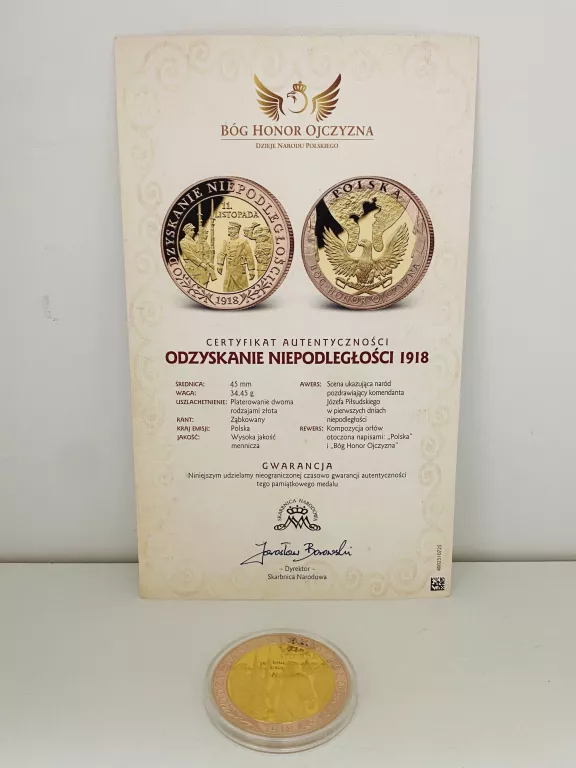 BÓG HONOR OJCZYZNA
DZIEJE NARODU POLSKIEGO
ODZYSKANIE NIEPODLEGŁOŚCI
11.
LISTOPADA
1918
POLSKA
BÓG HONOR OJCZYZNA
CERTYFIKAT AUTENTYCZNOŚCI
ODZYSKANIE NIEPODLEGŁOŚCI 1918
ŚREDNICA: 45 mm
WAGA: 34,45 g
USZLACHETNIENIE: Platerowanie dwoma
rodzajami złota
RANT: Ząbkowany
KRAJ EMISJI: Polska
JAKOŚĆ: Wysoka jakość
mennicza
AWERS: Scena ukazująca naród
pozdrawiający komendanta
Józefa Piłsudskiego
w pierwszych dniach
niepodległości
REWERS: Kompozycja orłów
otoczona napisami: „Polska"
i „Bóg Honor Ojczyzna"
GWARANCJA
Niniejszym udzielamy nieograniczonej czasowo gwarancji autentyczności
tego pamiątkowego medalu
SKARBNICA NARODOWA
Jarosław Borowski
– Dyrektor –
Skarbnica Narodowa
1918